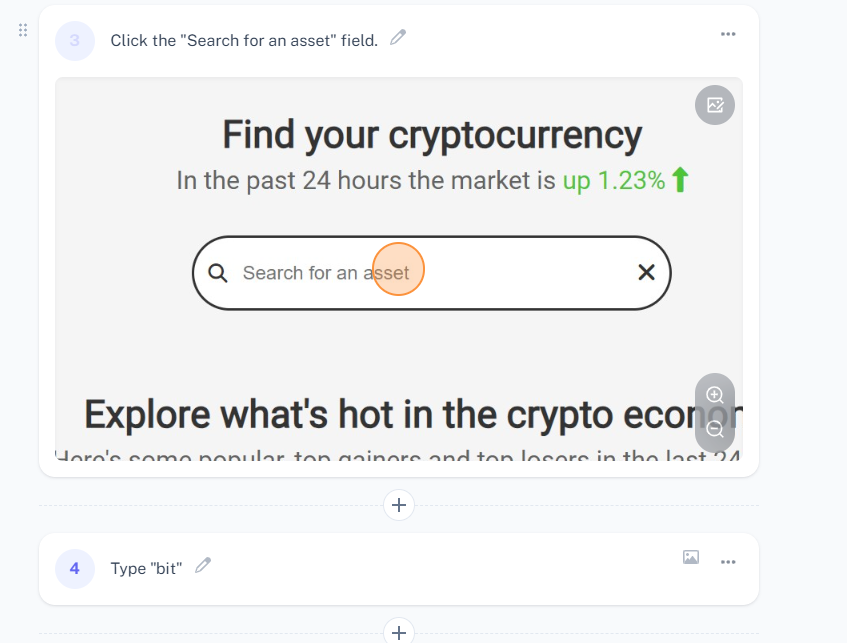 3 Click the "Search for an asset" field.
Find your cryptocurrency
In the past 24 hours the market is up 1.23%
Search for an asset
Explore what's hot in the crypto econor
Here's some popular, top gainers and top losers in the last 24
4 Type "bit"